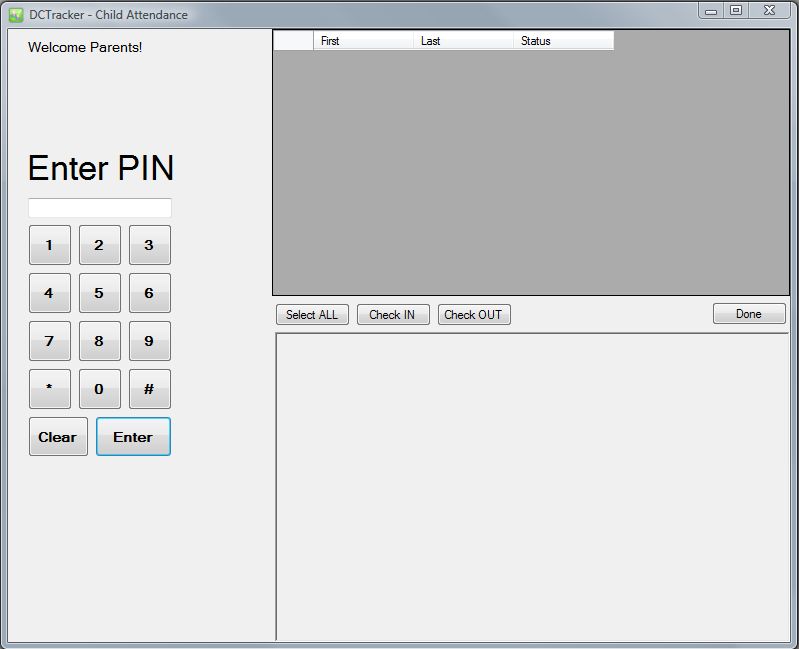 DCTracker - Child Attendance
Welcome Parents!
Enter PIN
1 2 3
4 5 6
7 8 9
* 0 #
Clear Enter
First Last Status
Select ALL Check IN Check OUT Done